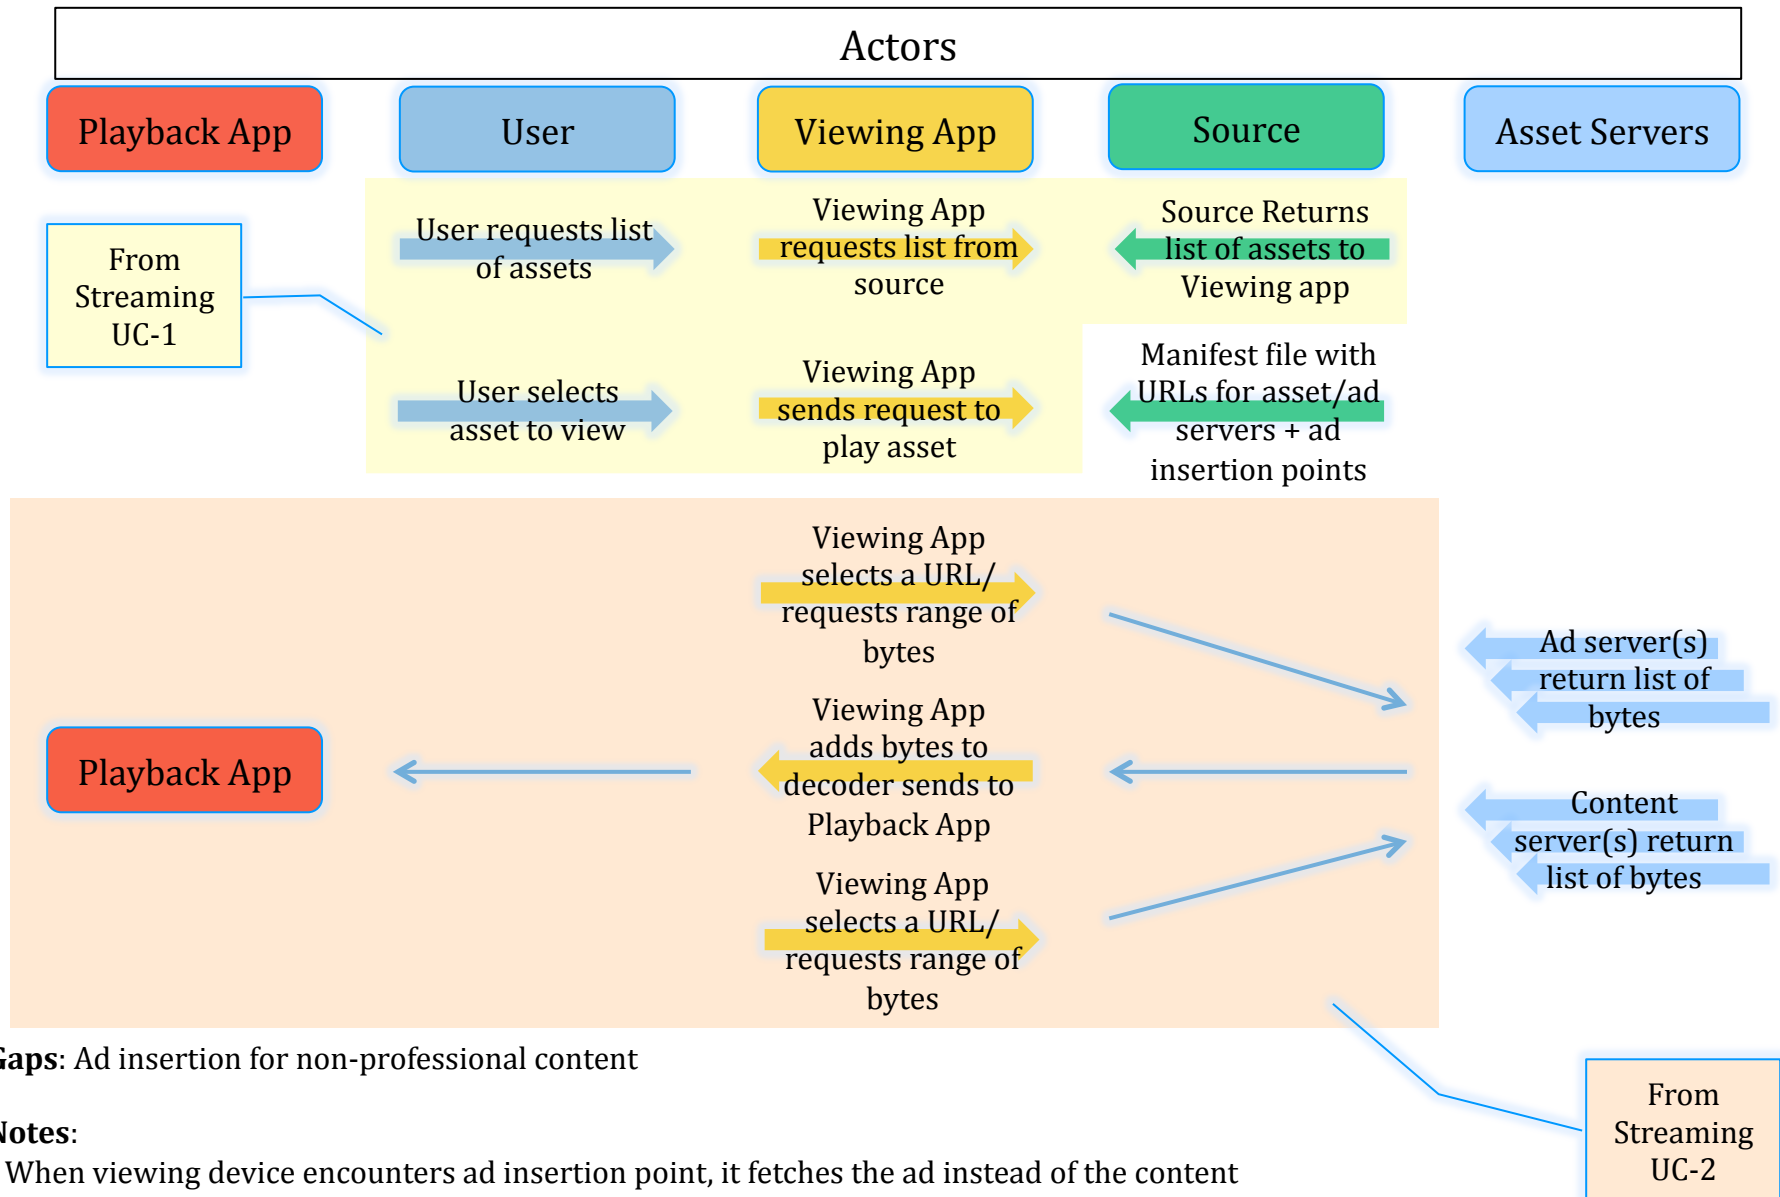 Actors
Playback App
User
Viewing App
Source
Asset Servers
From
Streaming
UC-1
User requests list
of assets
Viewing App
requests list from
source
Source Returns
list of assets to
Viewing app
User selects
asset to view
Viewing App
sends request to
play asset
Manifest file with
URLs for asset/ad
servers + ad
insertion points
Viewing App
selects a URL/
requests range of
bytes
Ad server(s)
return list of
bytes
Playback App
Viewing App
adds bytes to
decoder sends to
Playback App
Content
server(s) return
list of bytes
Viewing App
selects a URL/
requests range of
bytes
Gaps: Ad insertion for non-professional content
Notes:
When viewing device encounters ad insertion point, it fetches the ad instead of the content
From
Streaming
UC-2